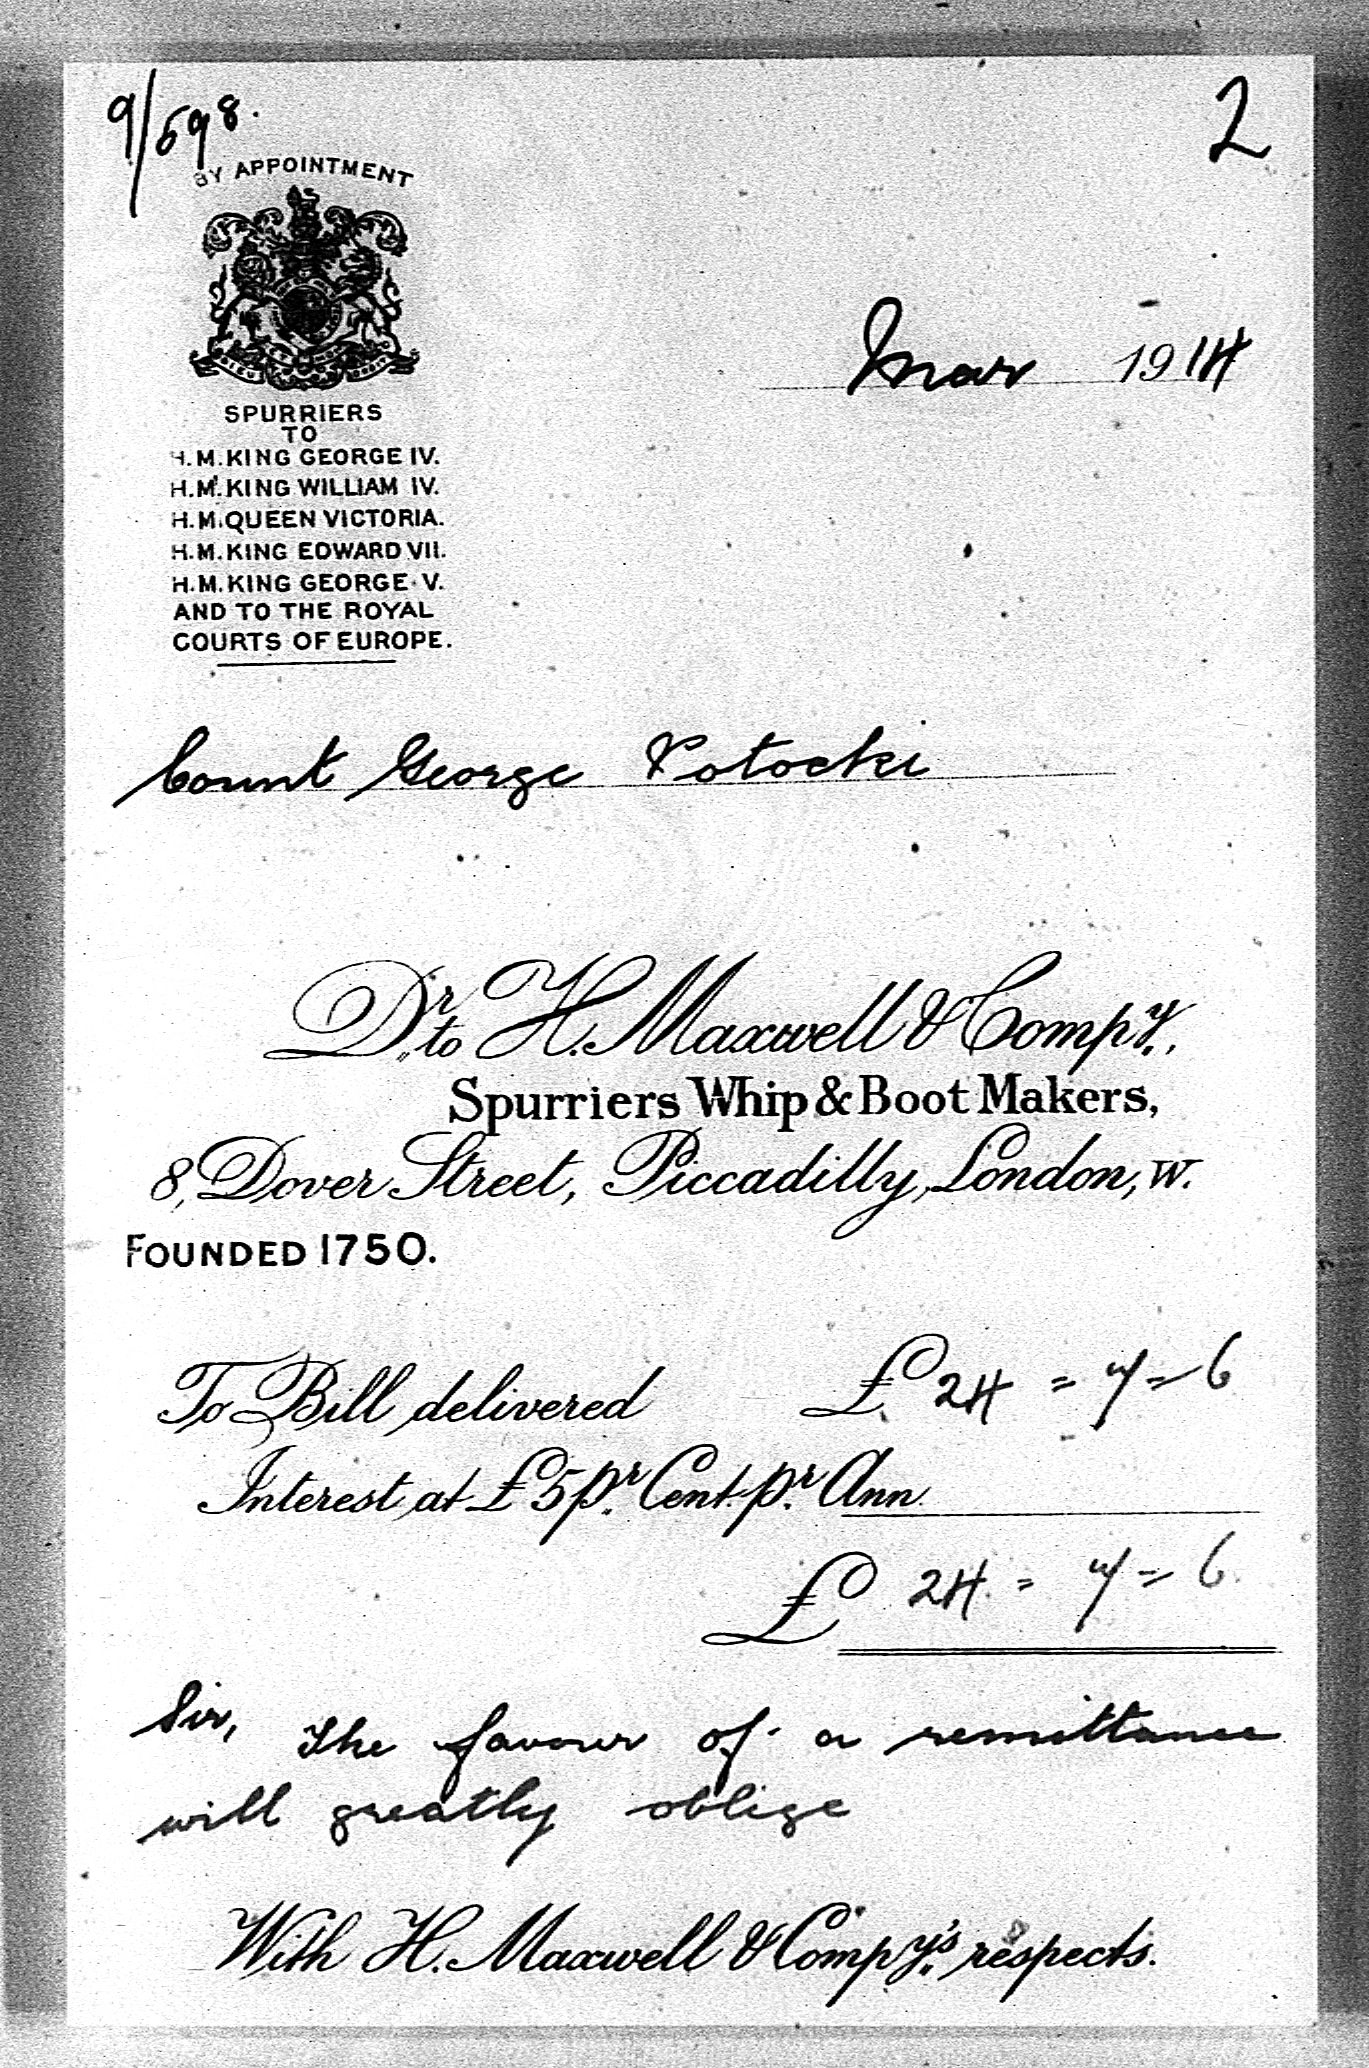 9/598.
2
BY APPOINTMENT
SPURRIERS
TO
H.M. KING GEORGE IV.
H.M. KING WILLIAM IV.
H.M. QUEEN VICTORIA.
H.M. KING EDWARD VII.
H.M. KING GEORGE V.
AND TO THE ROYAL
COURTS OF EUROPE.
Mar 1914
Count George Potocki
Dr. to H. Maxwell & Compy.,
Spurriers Whip & Boot Makers,
8, Dover Street, Piccadilly, London, W.
FOUNDED 1750.
To Bill delivered £ 24 = 7 = 6
Interest at £5 pr. Cent. pr. Ann.
£ 24 = 7 = 6
Sir, The favour of a remittance
will greatly oblige
With H. Maxwell & Compy's. respects.